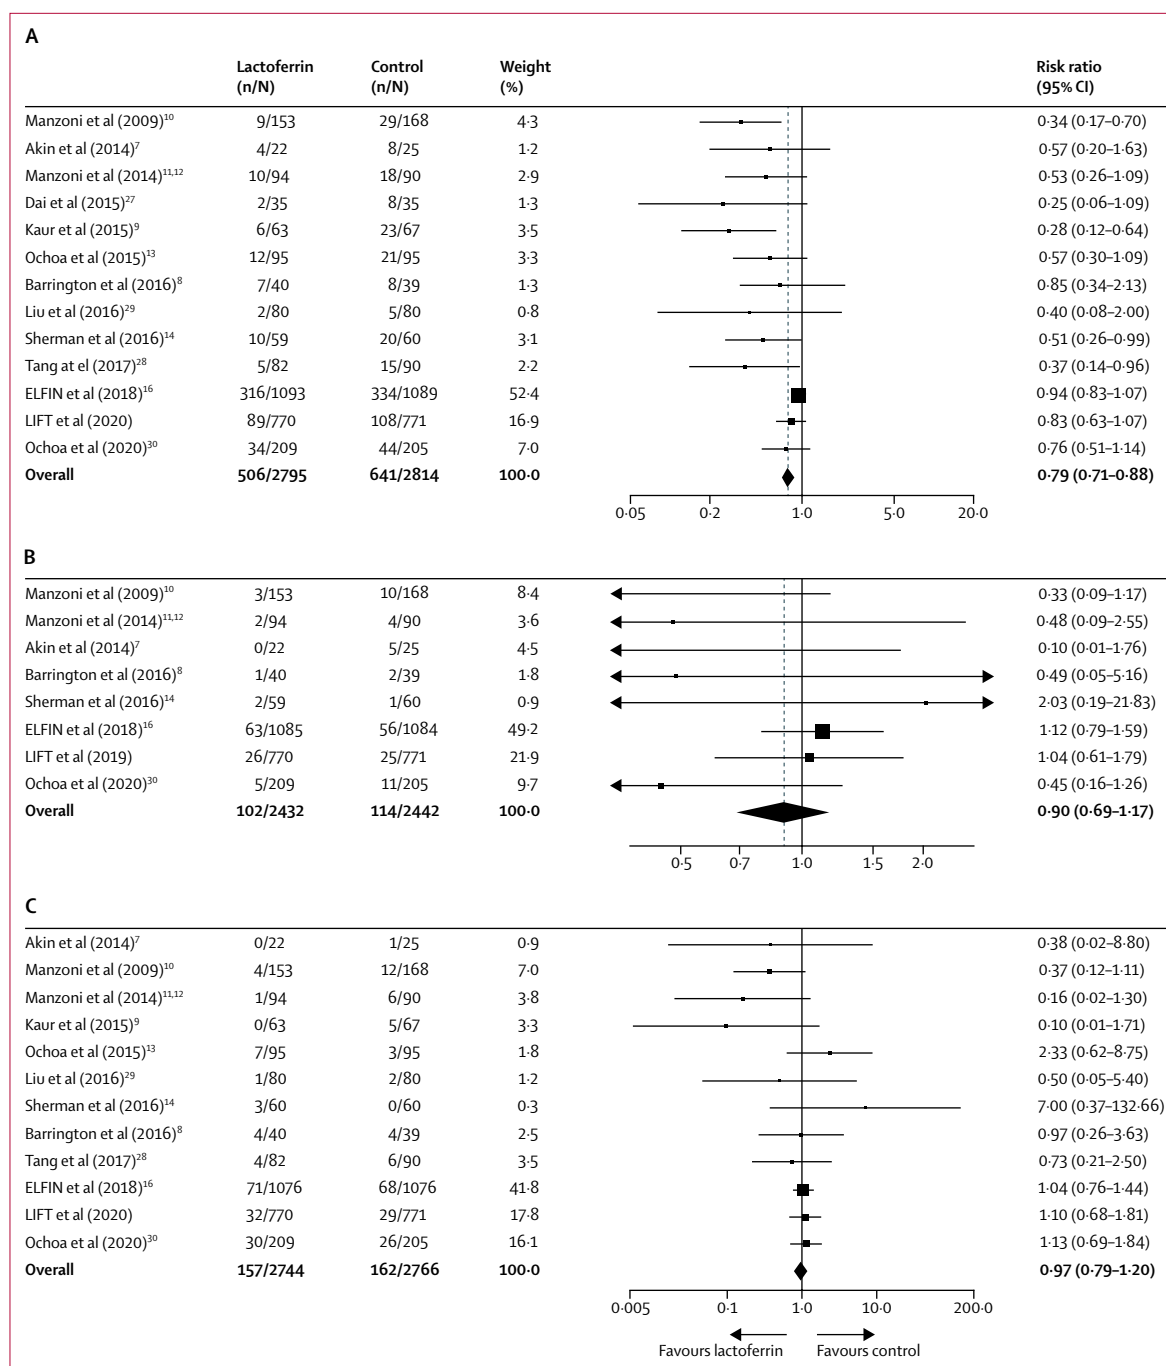 A
Lactoferrin (n/N) Control (n/N) Weight (%) Risk ratio (95% CI)
Manzoni et al (2009)¹⁰ 9/153 29/168 4·3 0·34 (0·17–0·70)
Akin et al (2014)⁷ 4/22 8/25 1·2 0·57 (0·20–1·63)
Manzoni et al (2014)¹¹,¹² 10/94 18/90 2·9 0·53 (0·26–1·09)
Dai et al (2015)²⁷ 2/35 8/35 1·3 0·25 (0·06–1·09)
Kaur et al (2015)⁹ 6/63 23/67 3·5 0·28 (0·12–0·64)
Ochoa et al (2015)¹³ 12/95 21/95 3·3 0·57 (0·30–1·09)
Barrington et al (2016)⁸ 7/40 8/39 1·3 0·85 (0·34–2·13)
Liu et al (2016)²⁹ 2/80 5/80 0·8 0·40 (0·08–2·00)
Sherman et al (2016)¹⁴ 10/59 20/60 3·1 0·51 (0·26–0·99)
Tang at el (2017)²⁸ 5/82 15/90 2·2 0·37 (0·14–0·96)
ELFIN et al (2018)¹⁶ 316/1093 334/1089 52·4 0·94 (0·83–1·07)
LIFT et al (2020) 89/770 108/771 16·9 0·83 (0·63–1·07)
Ochoa et al (2020)³⁰ 34/209 44/205 7·0 0·76 (0·51–1·14)
Overall 506/2795 641/2814 100·0 0·79 (0·71–0·88)
0·05 0·2 1·0 5·0 20·0
B
Manzoni et al (2009)¹⁰ 3/153 10/168 8·4 0·33 (0·09–1·17)
Manzoni et al (2014)¹¹,¹² 2/94 4/90 3·6 0·48 (0·09–2·55)
Akin et al (2014)⁷ 0/22 5/25 4·5 0·10 (0·01–1·76)
Barrington et al (2016)⁸ 1/40 2/39 1·8 0·49 (0·05–5·16)
Sherman et al (2016)¹⁴ 2/59 1/60 0·9 2·03 (0·19–21·83)
ELFIN et al (2018)¹⁶ 63/1085 56/1084 49·2 1·12 (0·79–1·59)
LIFT et al (2019) 26/770 25/771 21·9 1·04 (0·61–1·79)
Ochoa et al (2020)³⁰ 5/209 11/205 9·7 0·45 (0·16–1·26)
Overall 102/2432 114/2442 100·0 0·90 (0·69–1·17)
0·5 0·7 1·0 1·5 2·0
C
Akin et al (2014)⁷ 0/22 1/25 0·9 0·38 (0·02–8·80)
Manzoni et al (2009)¹⁰ 4/153 12/168 7·0 0·37 (0·12–1·11)
Manzoni et al (2014)¹¹,¹² 1/94 6/90 3·8 0·16 (0·02–1·30)
Kaur et al (2015)⁹ 0/63 5/67 3·3 0·10 (0·01–1·71)
Ochoa et al (2015)¹³ 7/95 3/95 1·8 2·33 (0·62–8·75)
Liu et al (2016)²⁹ 1/80 2/80 1·2 0·50 (0·05–5·40)
Sherman et al (2016)¹⁴ 3/60 0/60 0·3 7·00 (0·37–132·66)
Barrington et al (2016)⁸ 4/40 4/39 2·5 0·97 (0·26–3·63)
Tang et al (2017)²⁸ 4/82 6/90 3·5 0·73 (0·21–2·50)
ELFIN et al (2018)¹⁶ 71/1076 68/1076 41·8 1·04 (0·76–1·44)
LIFT et al (2020) 32/770 29/771 17·8 1·10 (0·68–1·81)
Ochoa et al (2020)³⁰ 30/209 26/205 16·1 1·13 (0·69–1·84)
Overall 157/2744 162/2766 100·0 0·97 (0·79–1·20)
0·005 0·1 1·0 10·0 200·0
Favours lactoferrin Favours control